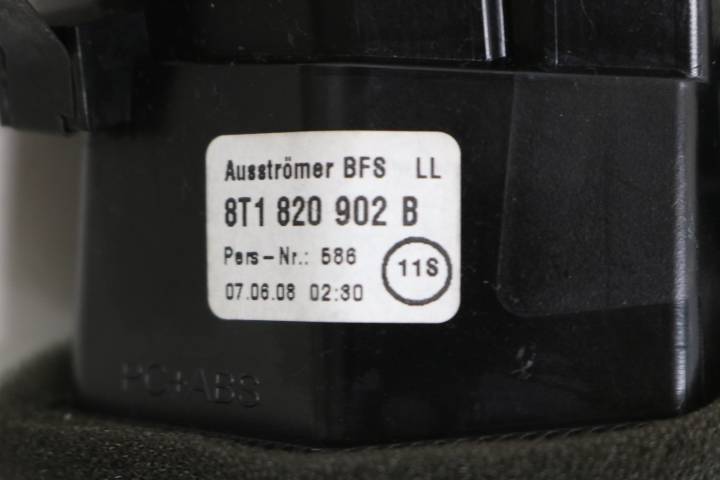 Ausströmer BFS LL
8T1 820 902 B
Pers-Nr.: 586
11S
07.06.08 02:30
PC+ABS